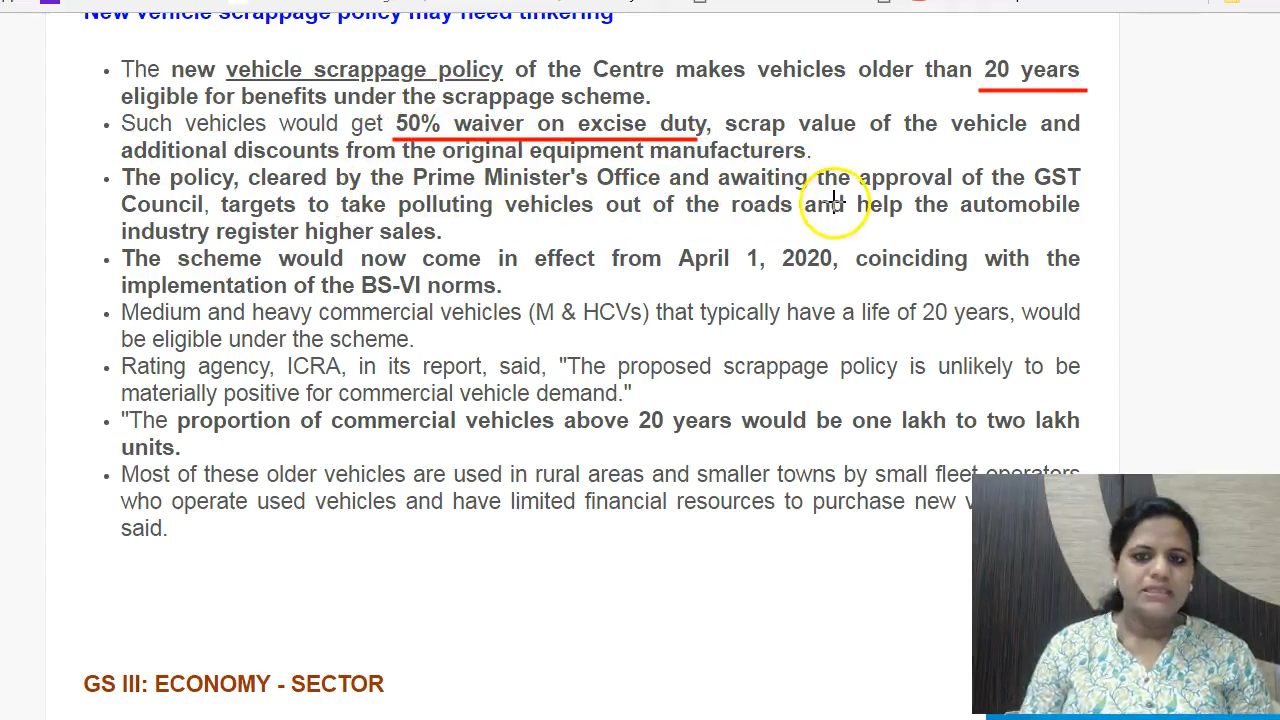 New vehicle scrappage policy may need tinkering
The new vehicle scrappage policy of the Centre makes vehicles older than 20 years
eligible for benefits under the scrappage scheme.
Such vehicles would get 50% waiver on excise duty, scrap value of the vehicle and
additional discounts from the original equipment manufacturers.
The policy, cleared by the Prime Minister's Office and awaiting the approval of the GST
Council, targets to take polluting vehicles out of the roads and help the automobile
industry register higher sales.
The scheme would now come in effect from April 1, 2020, coinciding with the
implementation of the BS-VI norms.
Medium and heavy commercial vehicles (M & HCVs) that typically have a life of 20 years, would
be eligible under the scheme.
Rating agency, ICRA, in its report, said, "The proposed scrappage policy is unlikely to be
materially positive for commercial vehicle demand."
"The proportion of commercial vehicles above 20 years would be one lakh to two lakh
units.
Most of these older vehicles are used in rural areas and smaller towns by small fleet operators
who operate used vehicles and have limited financial resources to purchase new
said.
GS III: ECONOMY - SECTOR